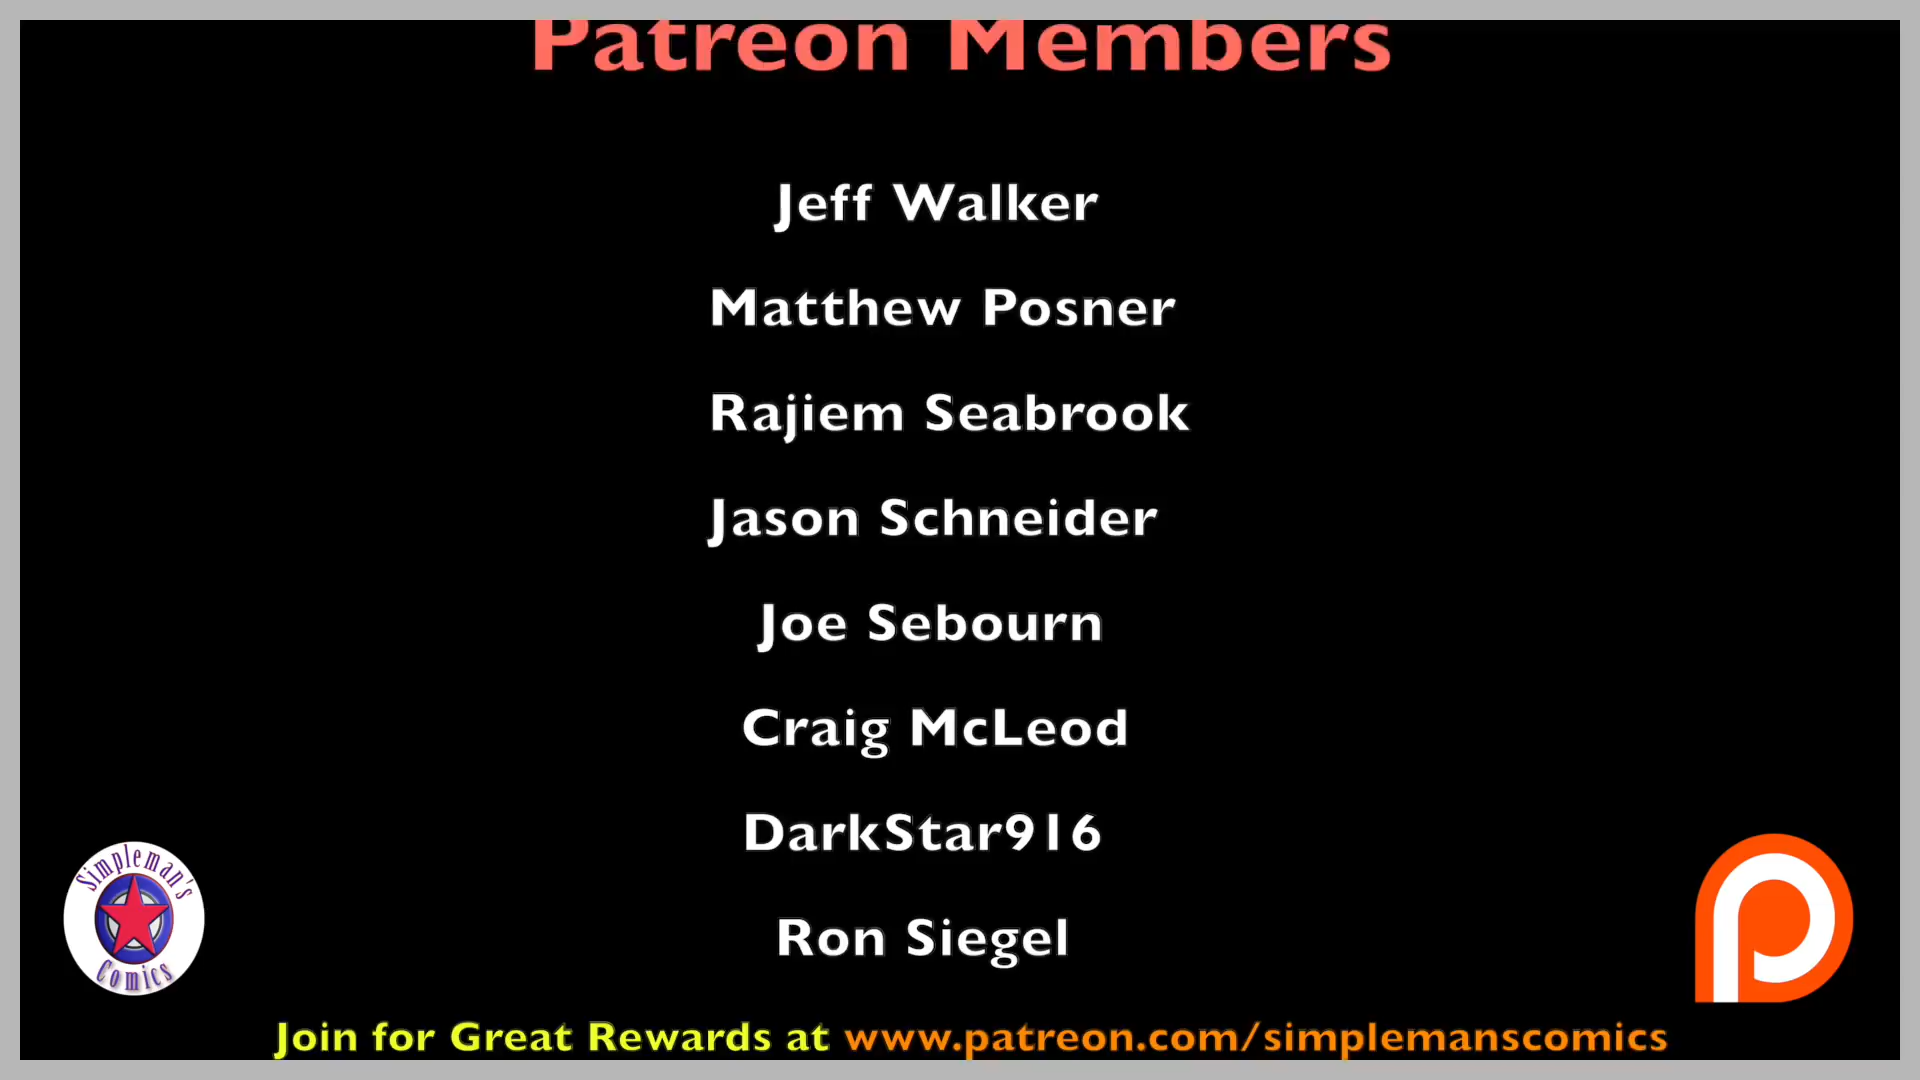 Patreon Members
Jeff Walker
Matthew Posner
Rajiem Seabrook
Jason Schneider
Joe Sebourn
Craig McLeod
DarkStar916
Ron Siegel
Simpleman's
Comics
Join for Great Rewards at www.patreon.com/simplemanscomics